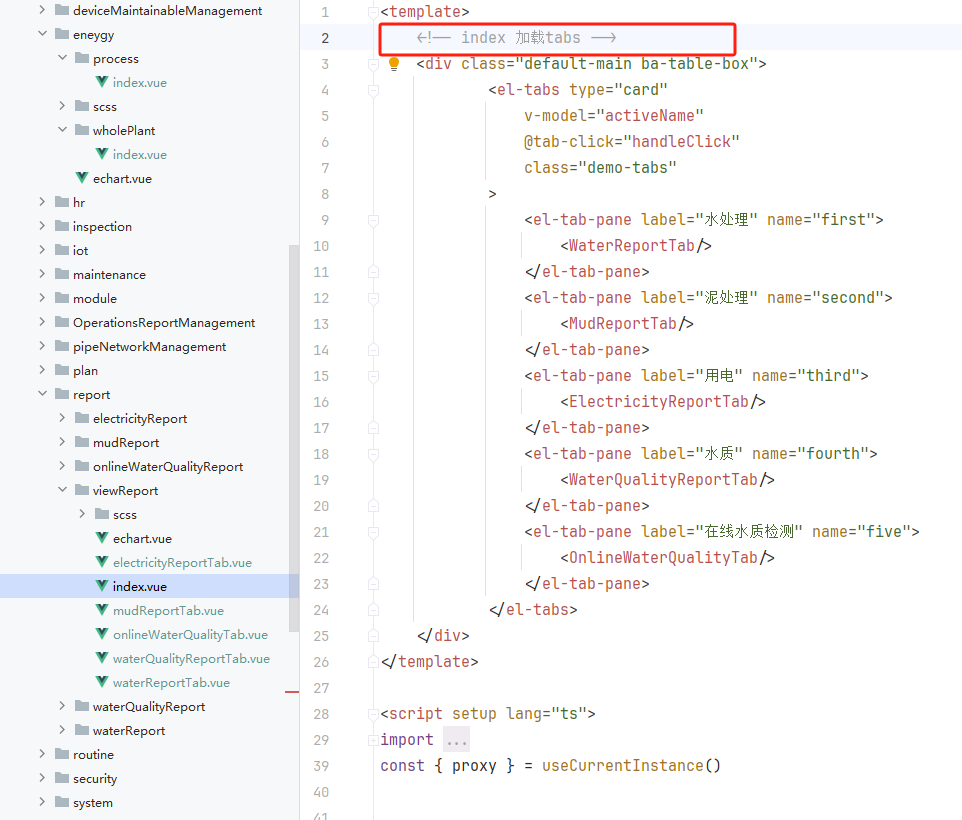 deviceMaintainableManagement
eneygy
process
index.vue
scss
wholePlant
index.vue
echart.vue
hr
inspection
iot
maintenance
module
OperationsReportManagement
pipeNetworkManagement
plan
report
electricityReport
mudReport
onlineWaterQualityReport
viewReport
scss
echart.vue
electricityReportTab.vue
index.vue
mudReportTab.vue
onlineWaterQualityTab.vue
waterQualityReportTab.vue
waterReportTab.vue
waterQualityReport
waterReport
routine
security
system
1 <template>
2 <!-- index 加载tabs -->
3 <div class="default-main ba-table-box">
4 <el-tabs type="card"
5 v-model="activeName"
6 @tab-click="handleClick"
7 class="demo-tabs"
8 >
9 <el-tab-pane label="水处理" name="first">
10 <WaterReportTab/>
11 </el-tab-pane>
12 <el-tab-pane label="泥处理" name="second">
13 <MudReportTab/>
14 </el-tab-pane>
15 <el-tab-pane label="用电" name="third">
16 <ElectricityReportTab/>
17 </el-tab-pane>
18 <el-tab-pane label="水质" name="fourth">
19 <WaterQualityReportTab/>
20 </el-tab-pane>
21 <el-tab-pane label="在线水质检测" name="five">
22 <OnlineWaterQualityTab/>
23 </el-tab-pane>
24 </el-tabs>
25 </div>
26 </template>
27
28 <script setup lang="ts">
29 import ...
39 const { proxy } = useCurrentInstance()
40
41